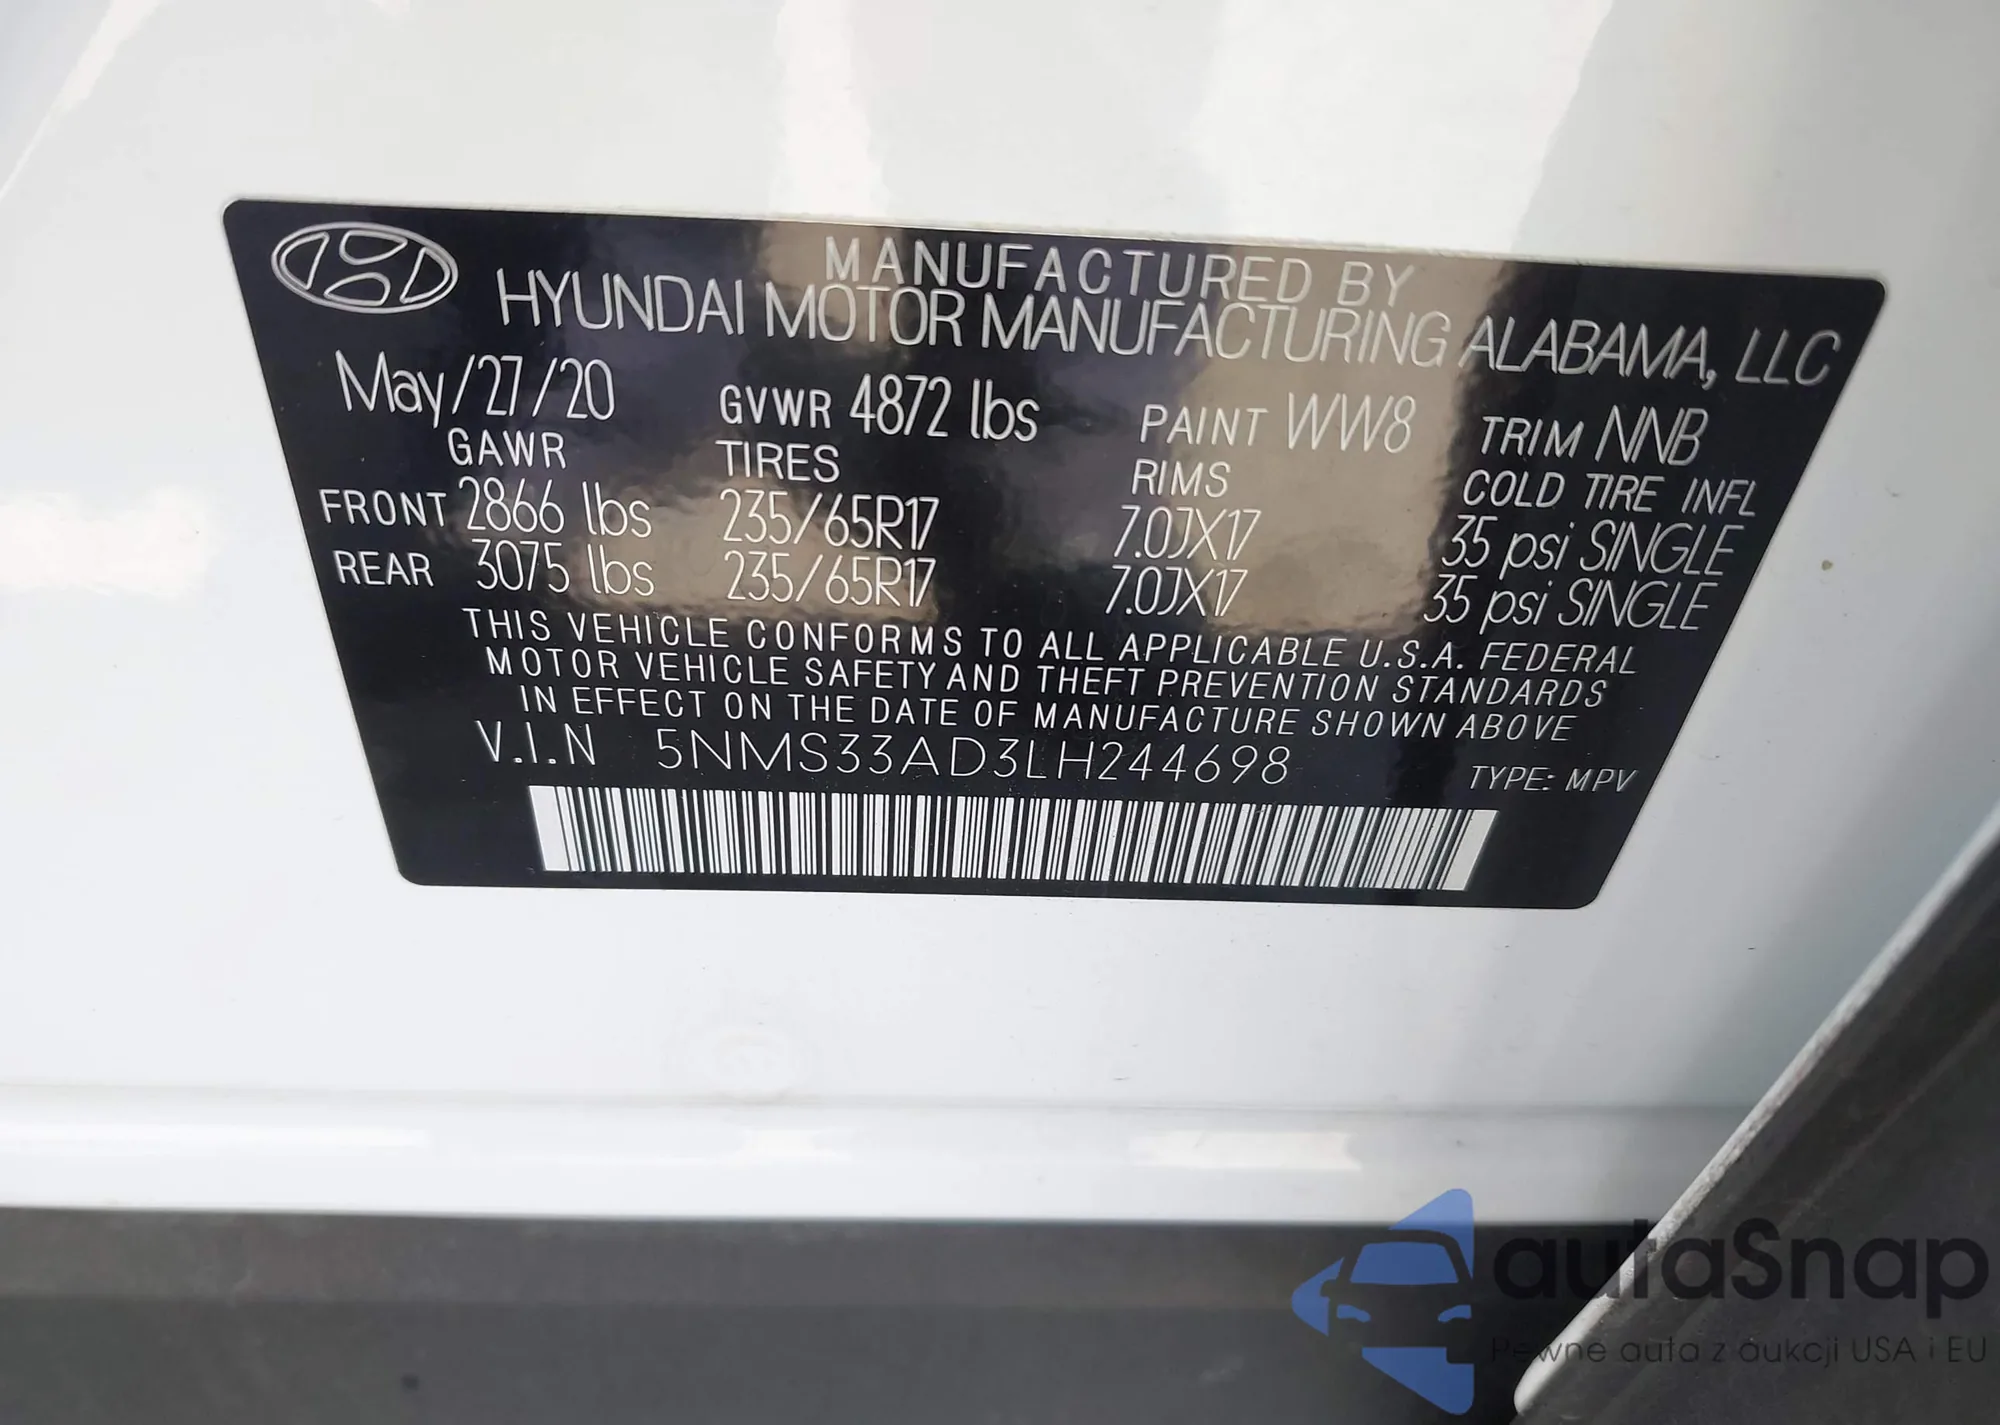 MANUFACTURED BY
HYUNDAI MOTOR MANUFACTURING ALABAMA, LLC
May/27/'20 GVWR 4872 lbs PAINT WW8 TRIM NNB
GAWR TIRES RIMS COLD TIRE INFL
FRONT 2866 lbs 235/65R17 7.0JX17 35 psi SINGLE
REAR 3075 lbs 235/65R17 7.0JX17 35 psi SINGLE
THIS VEHICLE CONFORMS TO ALL APPLICABLE U.S.A. FEDERAL
MOTOR VEHICLE SAFETY AND THEFT PREVENTION STANDARDS
IN EFFECT ON THE DATE OF MANUFACTURE SHOWN ABOVE
V.I.N 5NMS33AD3LH244698 TYPE: MPV
autaSnap
Pewne auta z aukcji USA i EU